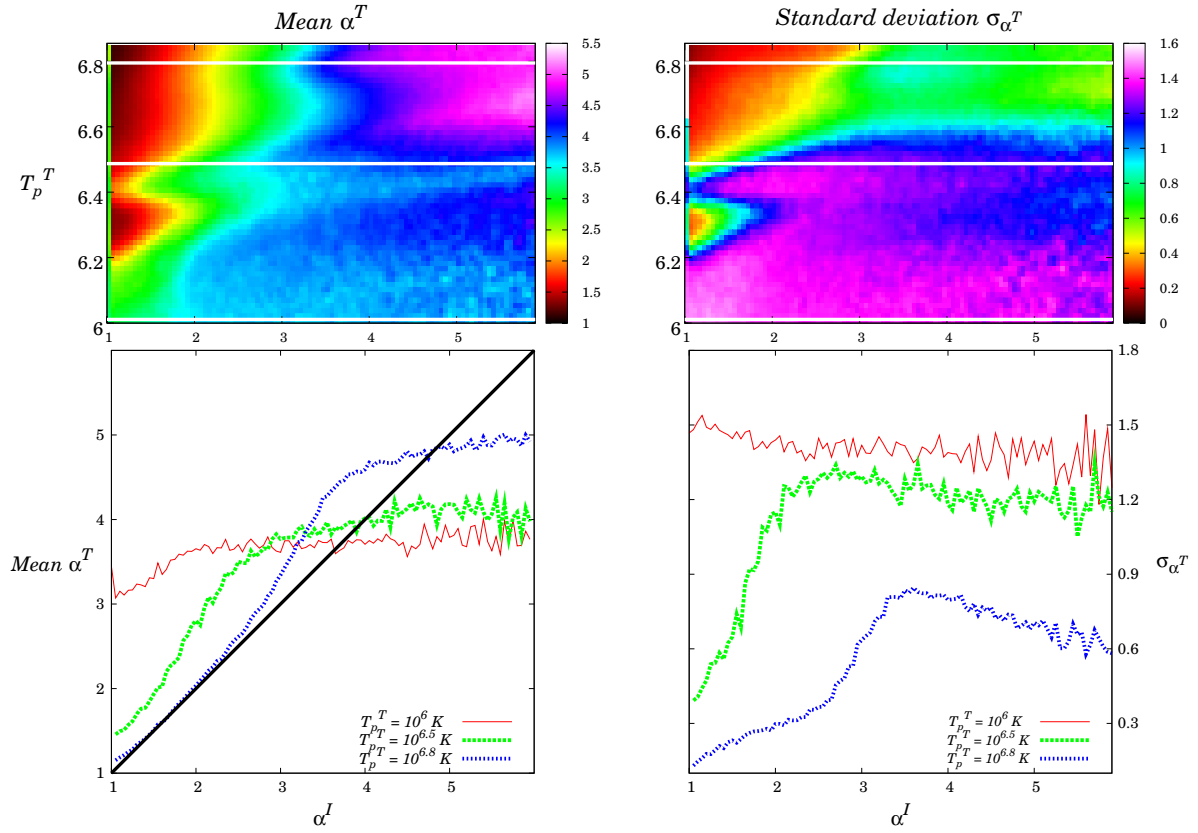 Mean α^T
Standard deviation σ_α^T
T_p^T
6.8
6.6
6.4
6.2
6
1 2 3 4 5
5.5
5
4.5
4
3.5
3
2.5
2
1.5
1
6.8
6.6
6.4
6.2
6
1 2 3 4 5
1.6
1.4
1.2
1
0.8
0.6
0.4
0.2
0
Mean α^T
5
4
3
2
1
1 2 3 4 5
α^I
T_p^T = 10^6 K
T_p^T = 10^6.5 K
T_p^T = 10^6.8 K
1.8
1.5
1.2
0.9
0.6
0.3
σ_α^T
1 2 3 4 5
α^I
T_p^T = 10^6 K
T_p^T = 10^6.5 K
T_p^T = 10^6.8 K